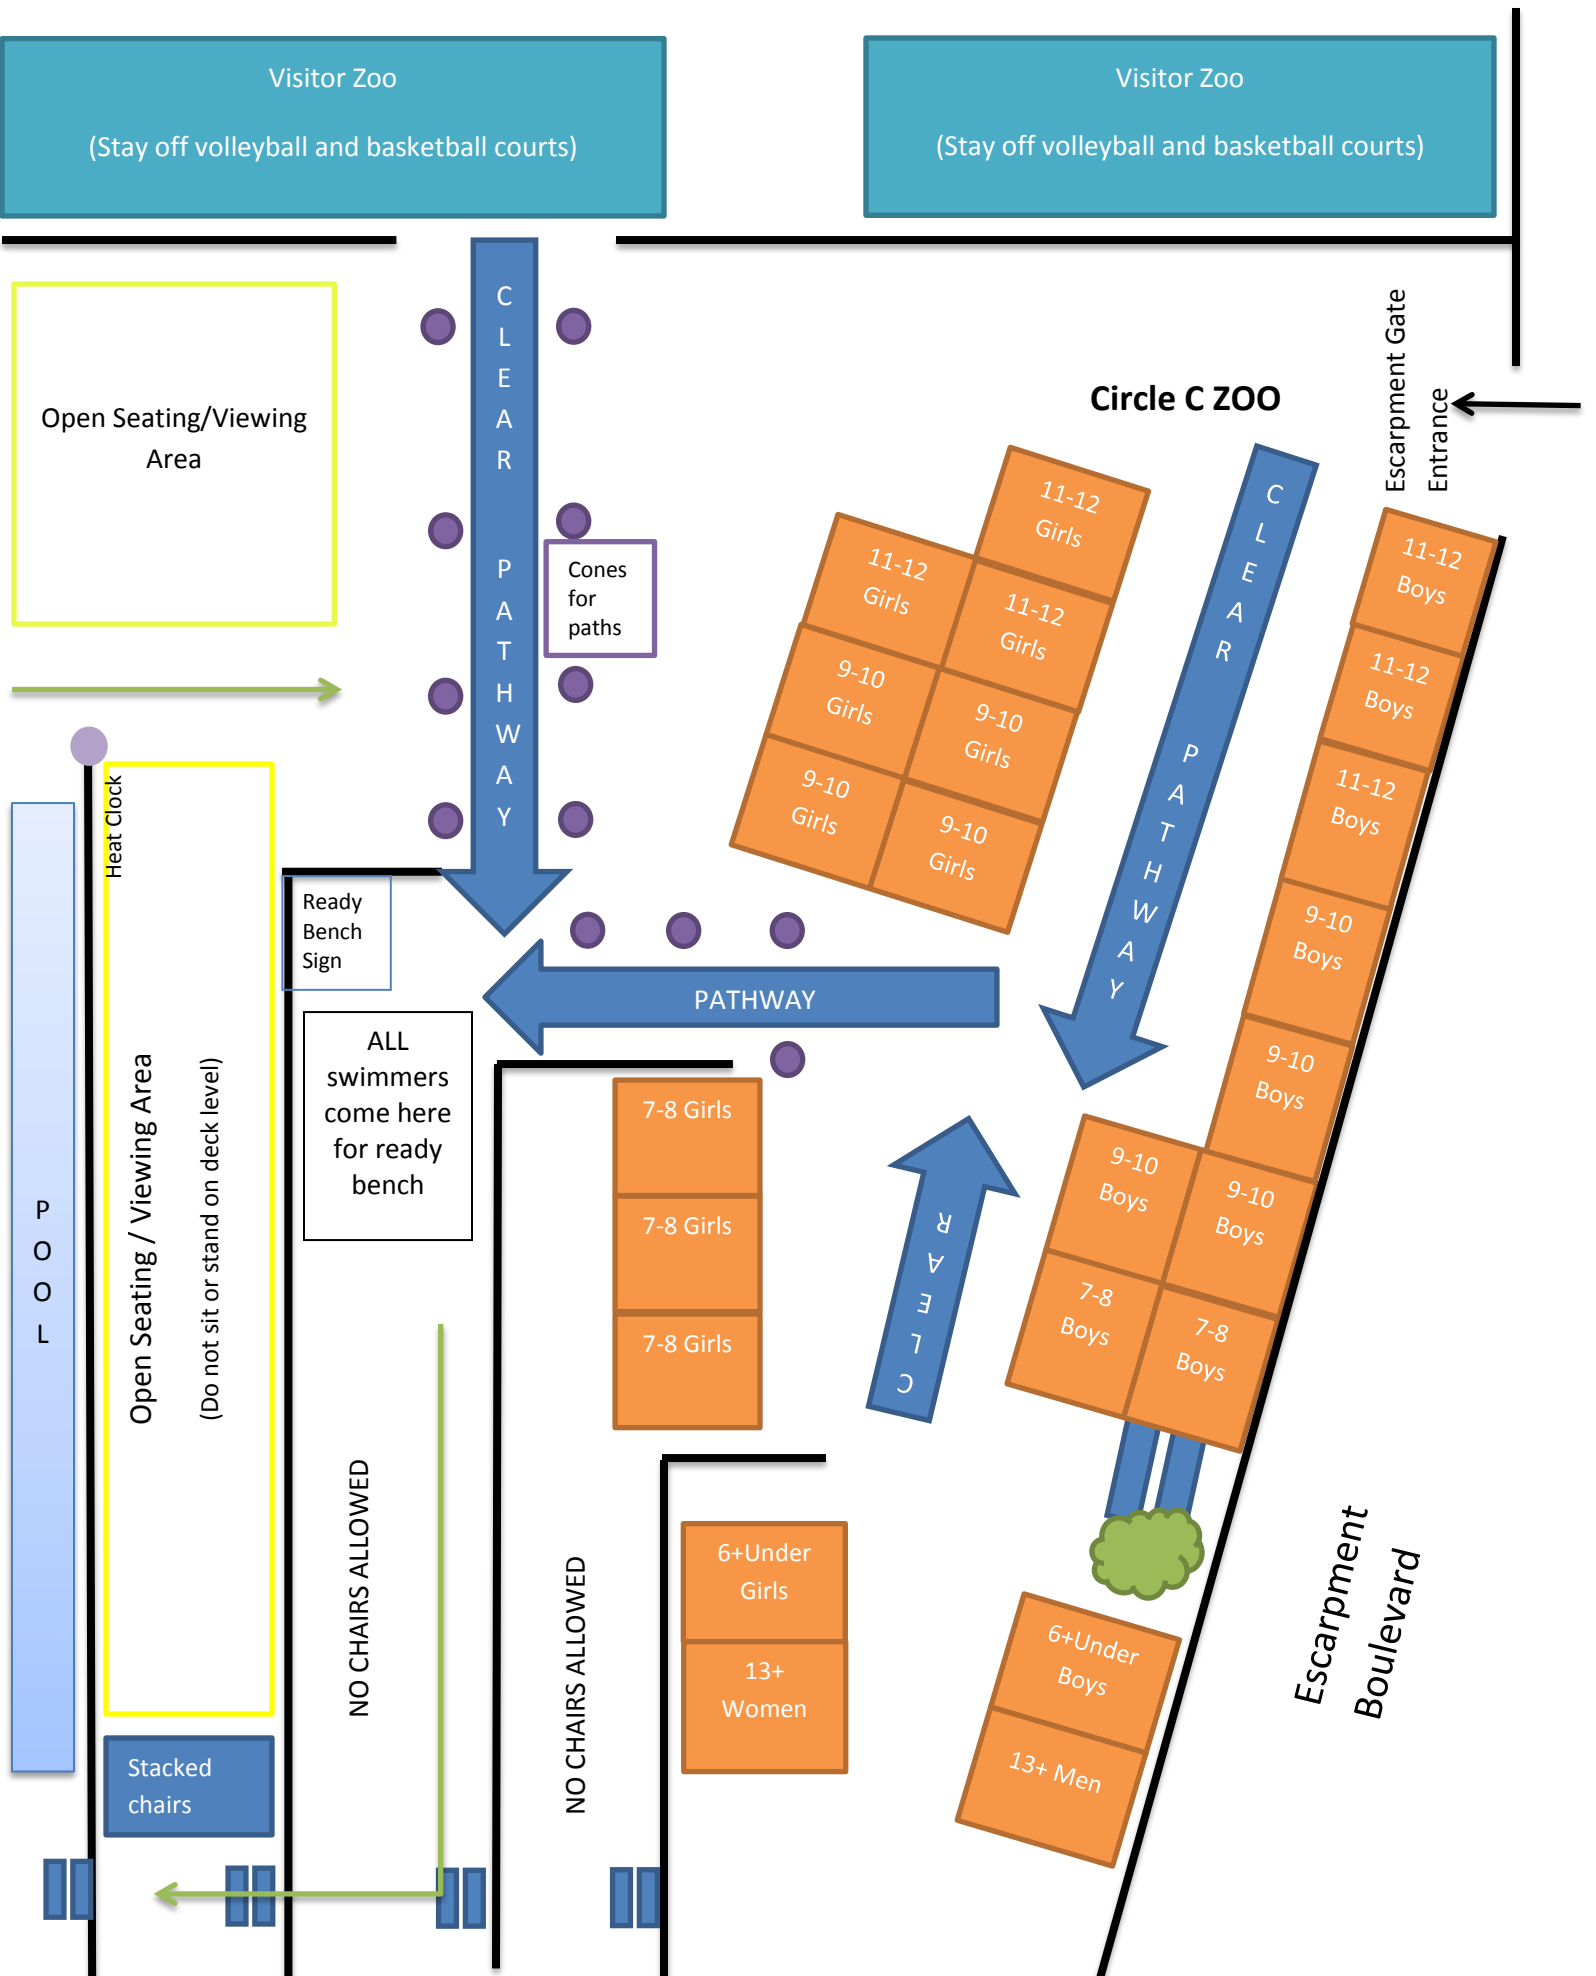 Visitor Zoo
(Stay off volleyball and basketball courts)
Visitor Zoo
(Stay off volleyball and basketball courts)
Open Seating/Viewing
Area
CLEAR PATHWAY
Cones
for
paths
Circle C ZOO
Escarpment Gate
Entrance
11-12
Girls
11-12
Girls
11-12
Girls
9-10
Girls
9-10
Girls
9-10
Girls
9-10
Girls
CLEAR PATHWAY
11-12
Boys
11-12
Boys
11-12
Boys
9-10
Boys
9-10
Boys
9-10
Boys
9-10
Boys
7-8
Boys
7-8
Boys
Heat Clock
POOL
Open Seating / Viewing Area
(Do not sit or stand on deck level)
Ready
Bench
Sign
PATHWAY
ALL
swimmers
come here
for ready
bench
7-8 Girls
7-8 Girls
7-8 Girls
CLEAR
NO CHAIRS ALLOWED
NO CHAIRS ALLOWED
6+Under
Girls
13+
Women
6+Under
Boys
13+ Men
Escarpment
Boulevard
Stacked
chairs